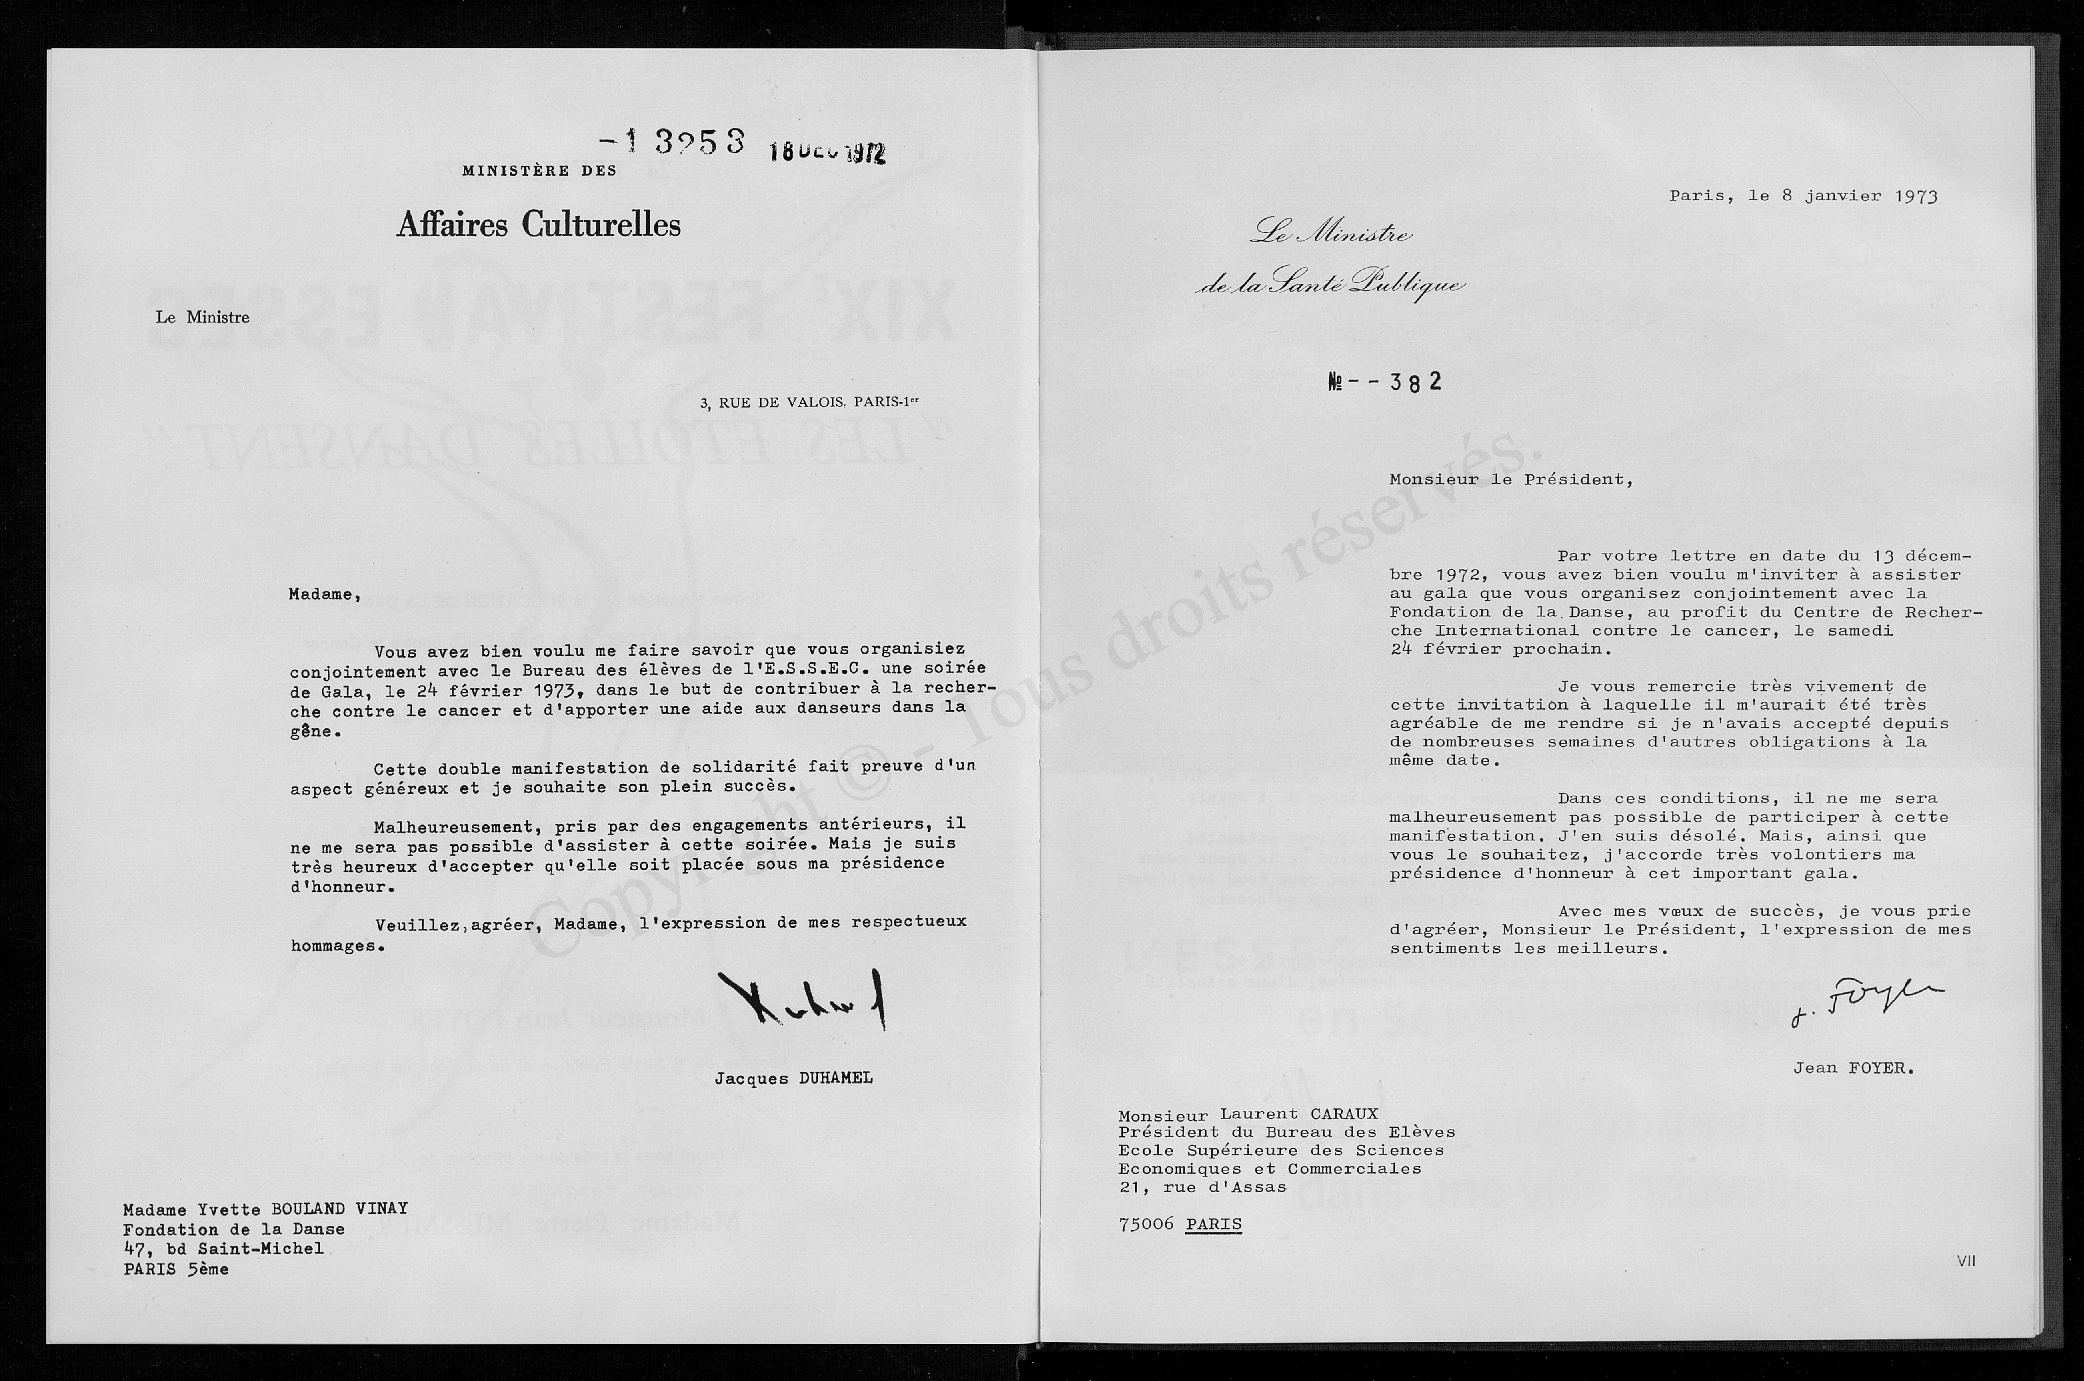 -1 3253 18 DEC 1972
MINISTÈRE DES
Affaires Culturelles
Le Ministre
3, RUE DE VALOIS. PARIS-1er
Madame,
Vous avez bien voulu me faire savoir que vous organisiez
conjointement avec le Bureau des élèves de l'E.S.S.E.C. une soirée
de Gala, le 24 février 1973, dans le but de contribuer à la recher-
che contre le cancer et d'apporter une aide aux danseurs dans la
gêne.
Cette double manifestation de solidarité fait preuve d'un
aspect généreux et je souhaite son plein succès.
Malheureusement, pris par des engagements antérieurs, il
ne me sera pas possible d'assister à cette soirée. Mais je suis
très heureux d'accepter qu'elle soit placée sous ma présidence
d'honneur.
Veuillez,agréer, Madame, l'expression de mes respectueux
hommages.
Jacques DUHAMEL
Madame Yvette BOULAND VINAY
Fondation de la Danse
47, bd Saint-Michel
PARIS 5ème
Paris, le 8 janvier 1973
Le Ministre
de la Santé Publique
№ -- 382
Monsieur le Président,
Par votre lettre en date du 13 décem-
bre 1972, vous avez bien voulu m'inviter à assister
au gala que vous organisez conjointement avec la
Fondation de la Danse, au profit du Centre de Recher-
che International contre le cancer, le samedi
24 février prochain.
Je vous remercie très vivement de
cette invitation à laquelle il m'aurait été très
agréable de me rendre si je n'avais accepté depuis
de nombreuses semaines d'autres obligations à la
même date.
Dans ces conditions, il ne me sera
malheureusement pas possible de participer à cette
manifestation. J'en suis désolé. Mais, ainsi que
vous le souhaitez, j'accorde très volontiers ma
présidence d'honneur à cet important gala.
Avec mes vœux de succès, je vous prie
d'agréer, Monsieur le Président, l'expression de mes
sentiments les meilleurs.
J. Foyer
Jean FOYER.
Monsieur Laurent CARAUX
Président du Bureau des Elèves
Ecole Supérieure des Sciences
Economiques et Commerciales
21, rue d'Assas
75006 PARIS
VII
Copyright © - Tous droits réservés.